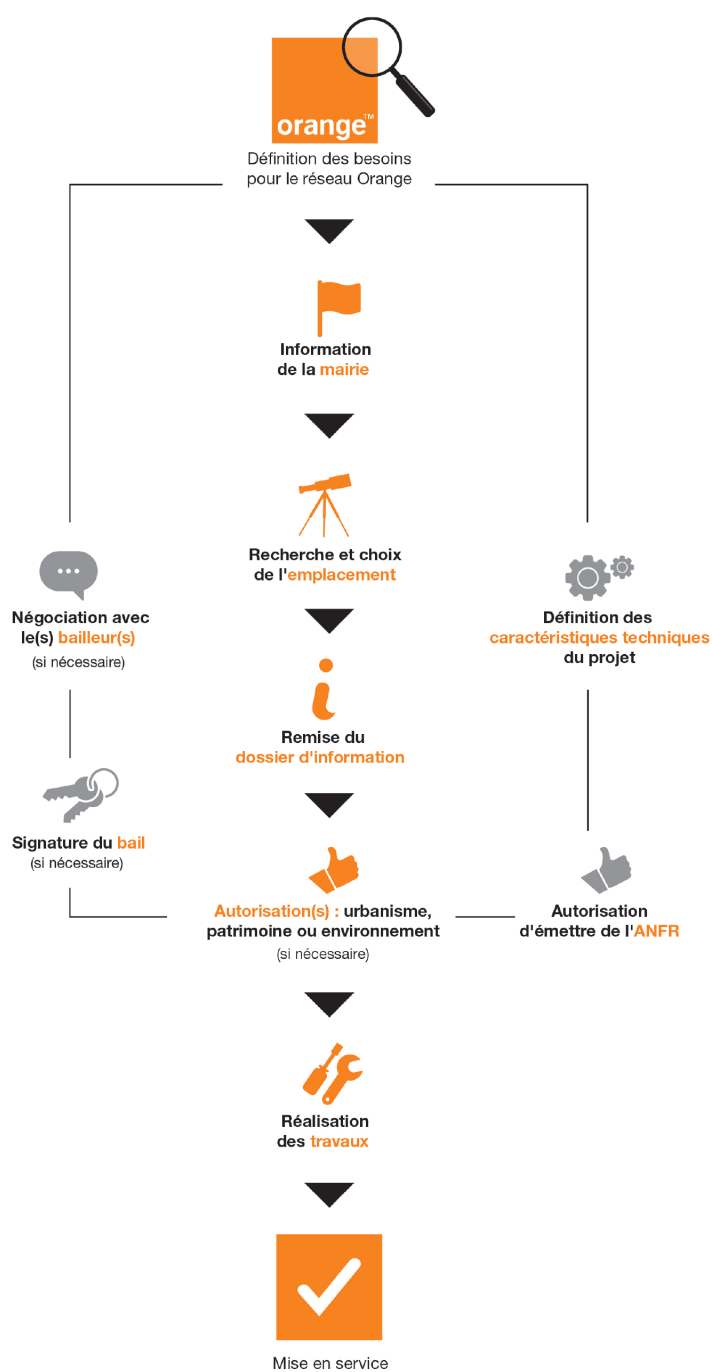 orange™
Définition des besoins
pour le réseau Orange
Information
de la mairie
Recherche et choix
de l'emplacement
Négociation avec
le(s) bailleur(s)
(si nécessaire)
Définition des
caractéristiques techniques
du projet
Remise du
dossier d'information
Signature du bail
(si nécessaire)
Autorisation(s) : urbanisme,
patrimoine ou environnement
(si nécessaire)
Autorisation
d'émettre de l'ANFR
Réalisation
des travaux
Mise en service